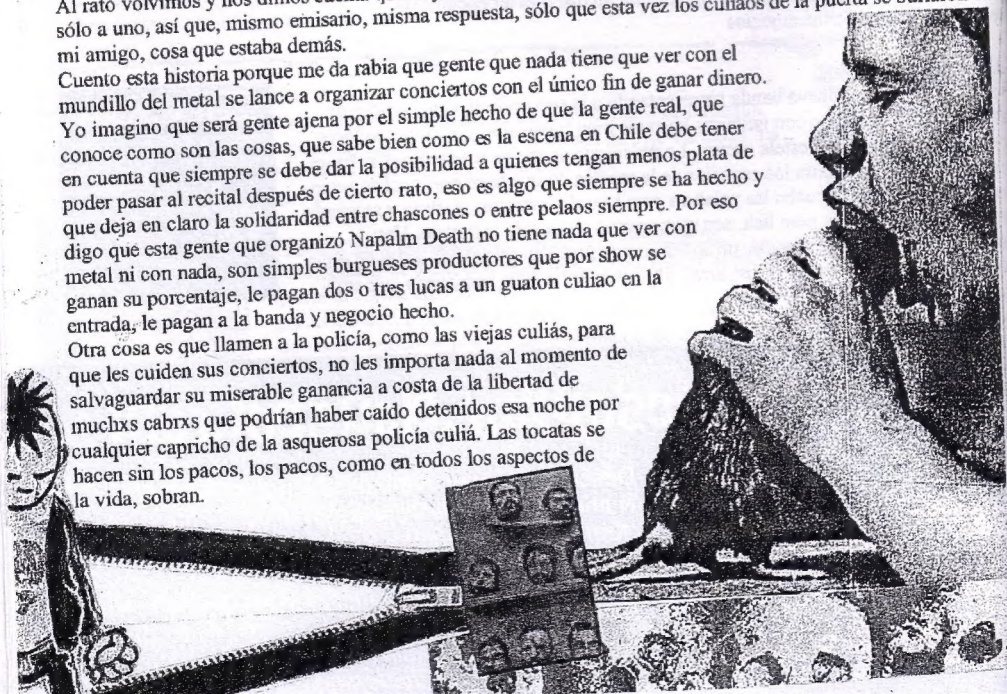 Al rato volvimos y nos dimos
sólo a uno, así que, mismo emisario, misma respuesta, sólo que esta vez los cuñaos de la puerta se
mi amigo, cosa que estaba demás.
Cuento esta historia porque me da rabia que gente que nada tiene que ver con el
mundillo del metal se lance a organizar conciertos con el único fin de ganar dinero.
Yo imagino que será gente ajena por el simple hecho de que la gente real, que
conoce como son las cosas, que sabe bien como es la escena en Chile debe tener
en cuenta que siempre se debe dar la posibilidad a quienes tengan menos plata de
poder pasar al recital después de cierto rato, eso es algo que siempre se ha hecho y
que deja en claro la solidaridad entre chascones o entre pelaos siempre. Por eso
digo que esta gente que organizó Napalm Death no tiene nada que ver con
metal ni con nada, son simples burgueses productores que por show se
ganan su porcentaje, le pagan dos o tres lucas a un guaton culiao en la
entrada, le pagan a la banda y negocio hecho.
Otra cosa es que llamen a la policía, como las viejas culiás, para
que les cuiden sus conciertos, no les importa nada al momento de
salvaguardar su miserable ganancia a costa de la libertad de
muchxs cabrxs que podrían haber caído detenidos esa noche por
cualquier capricho de la asquerosa policía culiá. Las tocatas se
hacen sin los pacos, los pacos, como en todos los aspectos de
la vida, sobran.